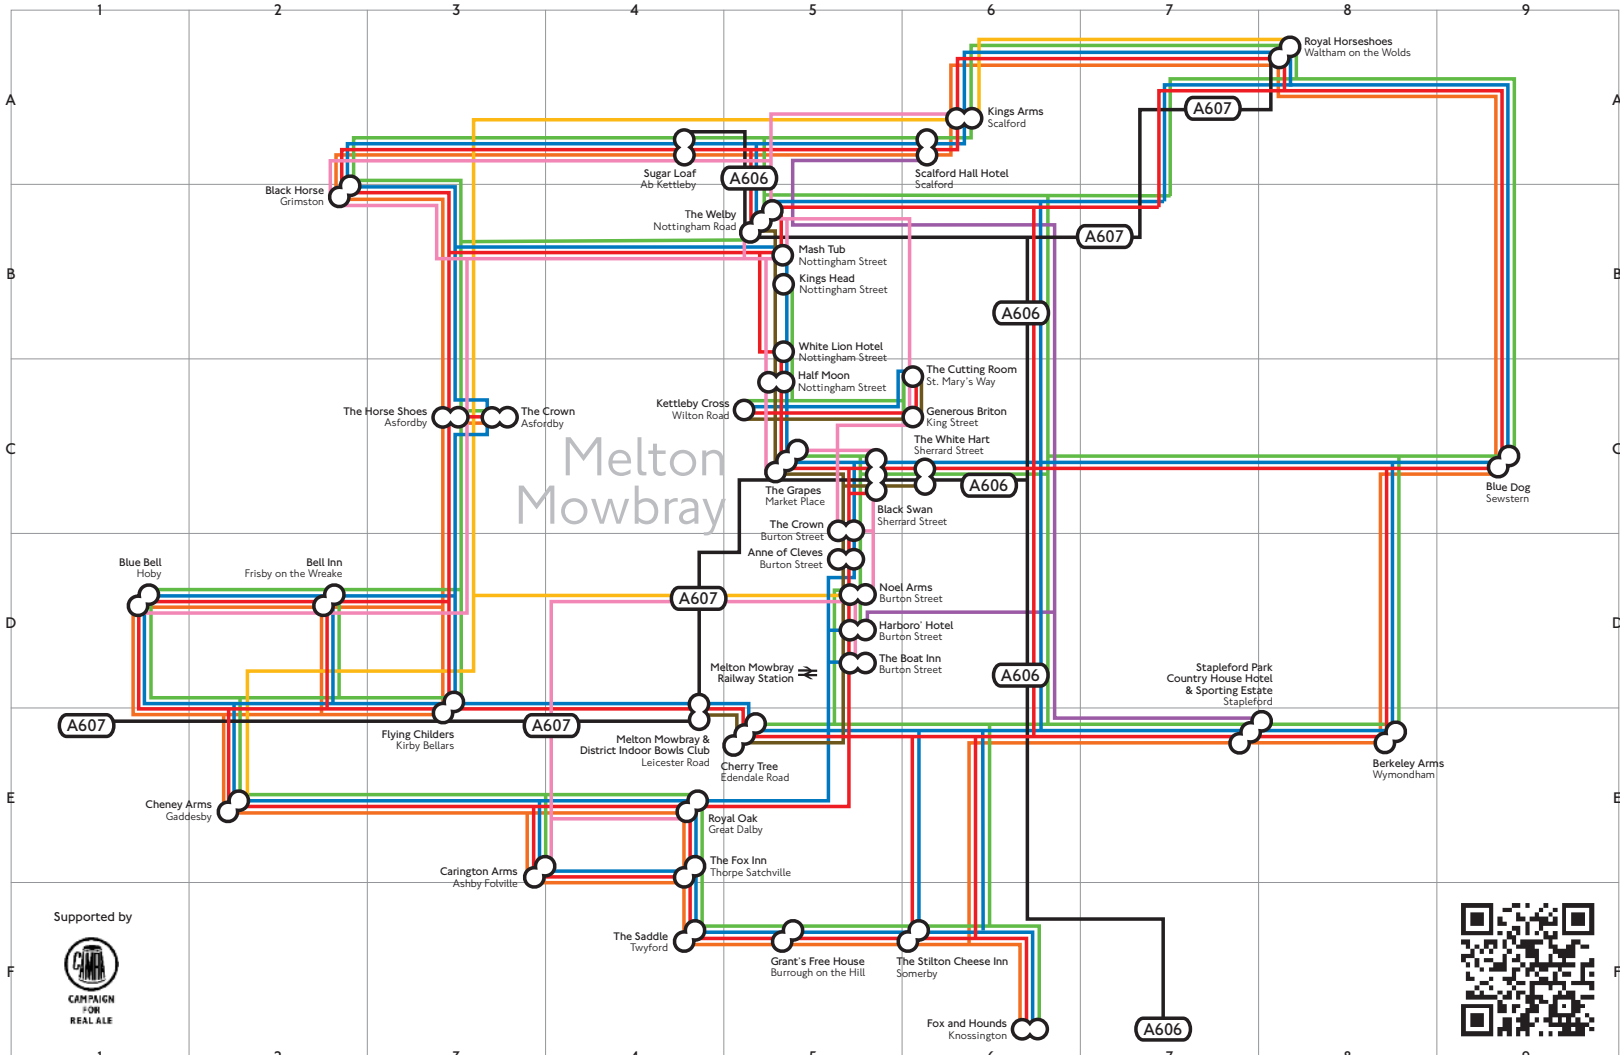 1 2 3 4 5 6 7 8 9
Royal Horseshoes
Waltham on the Wolds
A
A
A607
Kings Arms
Scalford
Sugar Loaf
Ab Kettleby
A606
Scalford Hall Hotel
Scalford
Black Horse
Grimston
The Welby
Nottingham Road
A607
Mash Tub
Nottingham Street
B
B
Kings Head
Nottingham Street
A606
White Lion Hotel
Nottingham Street
Half Moon
Nottingham Street
The Cutting Room
St. Mary's Way
Kettleby Cross
Wilton Road
Generous Briton
King Street
The Horse Shoes
Asfordby
The Crown
Asfordby
The White Hart
Sherrard Street
C
C
Melton
Mowbray
The Grapes
Market Place
A606
Blue Dog
Sewstern
Black Swan
Sherrard Street
The Crown
Burton Street
Anne of Cleves
Burton Street
Blue Bell
Hoby
Bell Inn
Frisby on the Wreake
A607
Noel Arms
Burton Street
D
D
Harboro' Hotel
Burton Street
Melton Mowbray
Railway Station
The Boat Inn
Burton Street
A606
Stapleford Park
Country House Hotel
& Sporting Estate
Stapleford
A607
A607
Flying Childers
Kirby Bellars
Melton Mowbray &
District Indoor Bowls Club
Leicester Road
Cherry Tree
Edendale Road
Berkeley Arms
Wymondham
E
E
Cheney Arms
Gaddesby
Royal Oak
Great Dalby
Carington Arms
Ashby Folville
The Fox Inn
Thorpe Satchville
Supported by
CAMRA
CAMPAIGN
FOR
REAL ALE
The Saddle
Twyford
Grant's Free House
Burrough on the Hill
The Stilton Cheese Inn
Somerby
F
F
Fox and Hounds
Knossington
A606
1 2 3 4 5 6 7 8 9